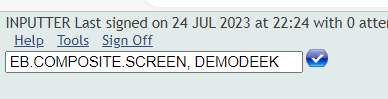 INPUTTER Last signed on 24 JUL 2023 at 22:24 with 0 atte
Help Tools Sign Off
EB.COMPOSITE.SCREEN, DEMODEEK